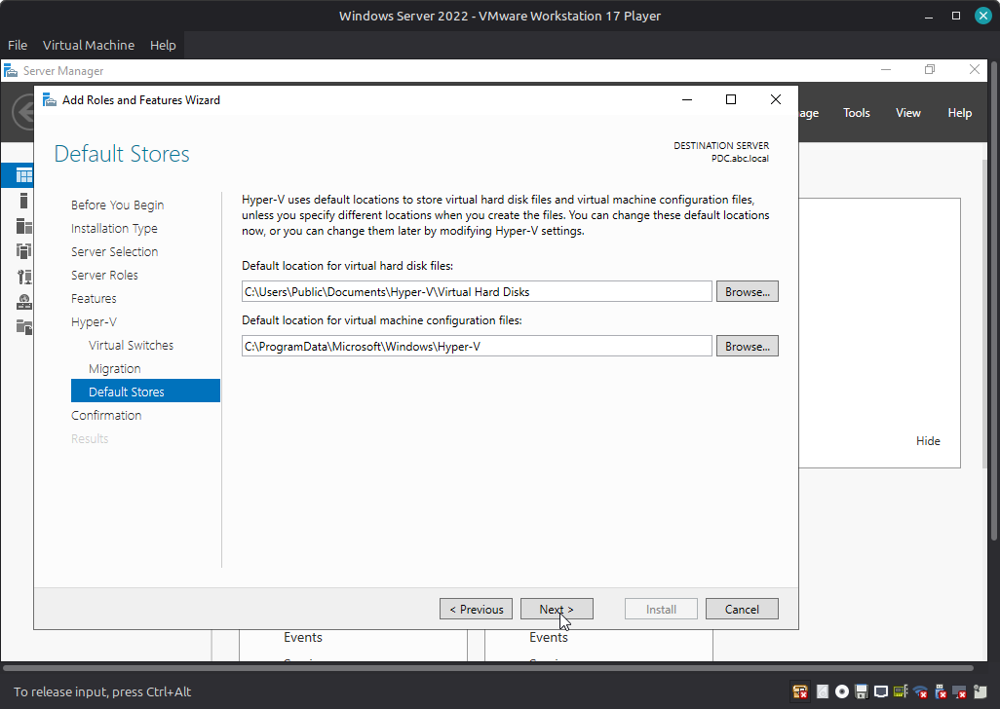 Windows Server 2022 - VMware Workstation 17 Player
File Virtual Machine Help
Server Manager
Add Roles and Features Wizard
age Tools View Help
Default Stores
DESTINATION SERVER
PDC.abc.local
Before You Begin
Installation Type
Server Selection
Server Roles
Features
Hyper-V
Virtual Switches
Migration
Default Stores
Confirmation
Results
Hyper-V uses default locations to store virtual hard disk files and virtual machine configuration files,
unless you specify different locations when you create the files. You can change these default locations
now, or you can change them later by modifying Hyper-V settings.
Default location for virtual hard disk files:
C:\Users\Public\Documents\Hyper-V\Virtual Hard Disks
Browse...
Default location for virtual machine configuration files:
C:\ProgramData\Microsoft\Windows\Hyper-V
Browse...
Hide
< Previous Next > Install Cancel
Events Events
To release input, press Ctrl+Alt